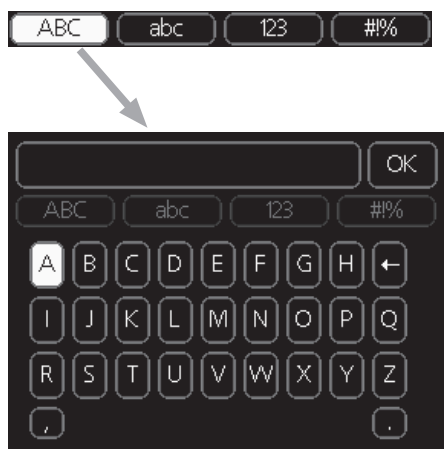 ABC abc 123 #!%
OK
ABC abc 123 #!%
A B C D E F G H ←
I J K L M N O P Q
R S T U V W X Y Z
, .